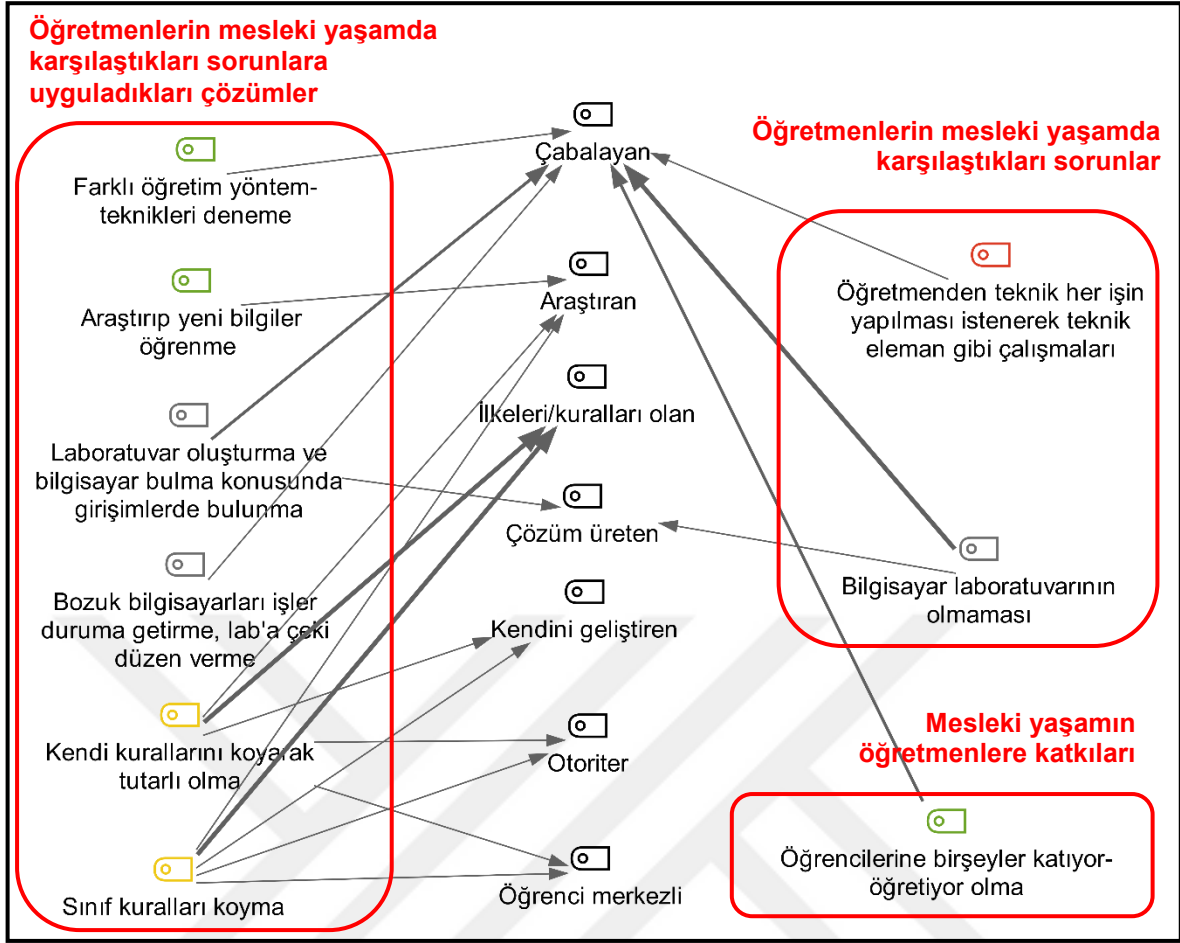 Öğretmenlerin mesleki yaşamda
karşılaştıkları sorunlara
uyguladıkları çözümler
Farklı öğretim yöntem-
teknikleri deneme
Araştırıp yeni bilgiler
öğrenme
Laboratuvar oluşturma ve
bilgisayar bulma konusunda
girişimlerde bulunma
Bozuk bilgisayarları işler
duruma getirme, lab'a çeki
düzen verme
Kendi kurallarını koyarak
tutarlı olma
Sınıf kuralları koyma
Çabalayan
Araştıran
İlkeleri/kuralları olan
Çözüm üreten
Kendini geliştiren
Otoriter
Öğrenci merkezli
Öğretmenlerin mesleki yaşamda
karşılaştıkları sorunlar
Öğretmenden teknik her işin
yapılması istenerek teknik
eleman gibi çalışmaları
Bilgisayar laboratuvarının
olmaması
Mesleki yaşamın
öğretmenlere katkıları
Öğrencilerine birşeyler katıyor-
öğretiyor olma